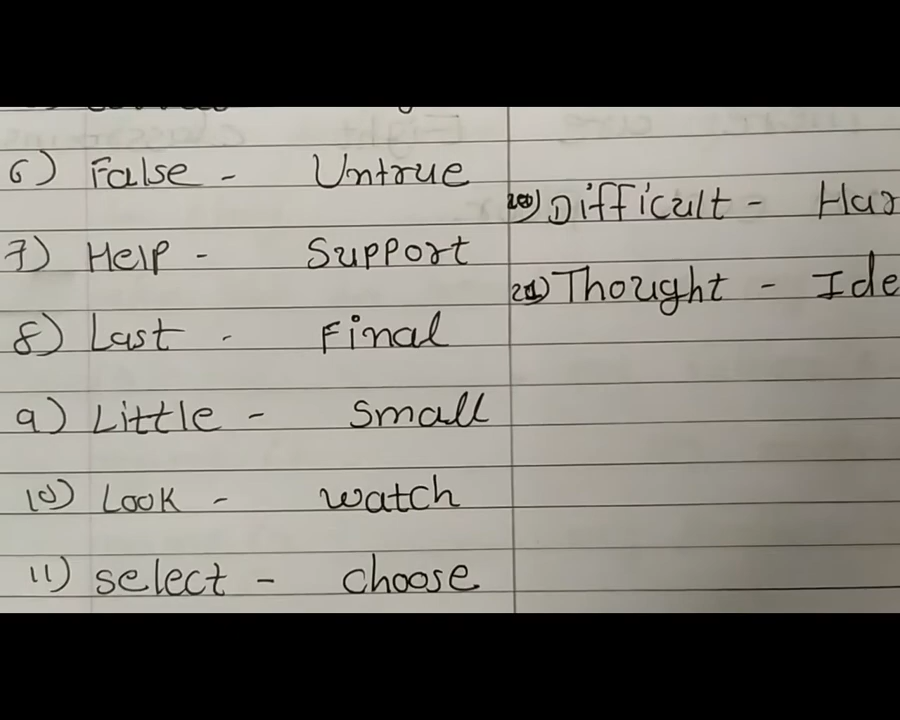 6) False - Untrue
7) Help - Support
8) Last - Final
9) Little - Small
10) Look - watch
11) select - choose
20) Difficult - Har
21) Thought - Ide